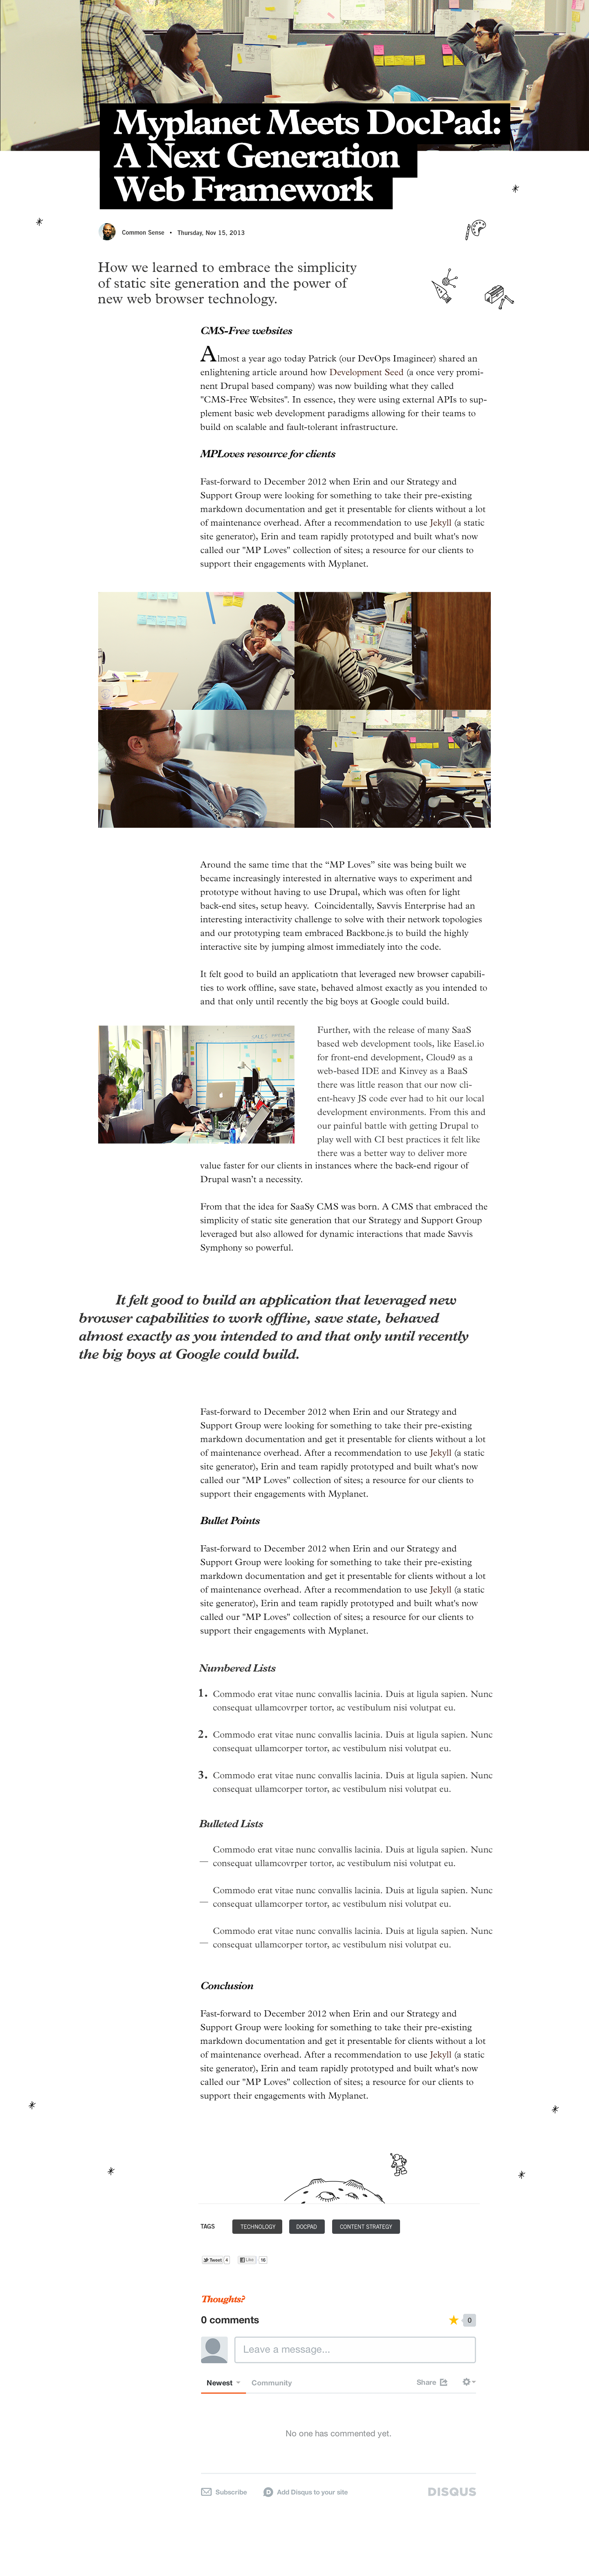 Myplanet Meets DocPad:
A Next Generation
Web Framework
Common Sense • Thursday, Nov 15, 2013
How we learned to embrace the simplicity
of static site generation and the power of
new web browser technology.
CMS-Free websites
Almost a year ago today Patrick (our DevOps Imagineer) shared an
enlightening article around how Development Seed (a once very promi-
nent Drupal based company) was now building what they called
"CMS-Free Websites". In essence, they were using external APIs to sup-
plement basic web development paradigms allowing for their teams to
build on scalable and fault-tolerant infrastructure.
MPLoves resource for clients
Fast-forward to December 2012 when Erin and our Strategy and
Support Group were looking for something to take their pre-existing
markdown documentation and get it presentable for clients without a lot
of maintenance overhead. After a recommendation to use Jekyll (a static
site generator), Erin and team rapidly prototyped and built what's now
called our "MP Loves" collection of sites; a resource for our clients to
support their engagements with Myplanet.
Around the same time that the “MP Loves” site was being built we
became increasingly interested in alternative ways to experiment and
prototype without having to use Drupal, which was often for light
back-end sites, setup heavy.  Coincidentally, Savvis Enterprise had an
interesting interactivity challenge to solve with their network topologies
and our prototyping team embraced Backbone.js to build the highly
interactive site by jumping almost immediately into the code.
It felt good to build an applicatiotn that leveraged new browser capabili-
ties to work offline, save state, behaved almost exactly as you intended to
and that only until recently the big boys at Google could build.
Further, with the release of many SaaS
based web development tools, like Easel.io
for front-end development, Cloud9 as a
web-based IDE and Kinvey as a BaaS
there was little reason that our now cli-
ent-heavy JS code ever had to hit our local
development environments. From this and
our painful battle with getting Drupal to
play well with CI best practices it felt like
there was a better way to deliver more
value faster for our clients in instances where the back-end rigour of
Drupal wasn't a necessity.
From that the idea for SaaSy CMS was born. A CMS that embraced the
simplicity of static site generation that our Strategy and Support Group
leveraged but also allowed for dynamic interactions that made Savvis
Symphony so powerful.
It felt good to build an application that leveraged new
browser capabilities to work offline, save state, behaved
almost exactly as you intended to and that only until recently
the big boys at Google could build.
Fast-forward to December 2012 when Erin and our Strategy and
Support Group were looking for something to take their pre-existing
markdown documentation and get it presentable for clients without a lot
of maintenance overhead. After a recommendation to use Jekyll (a static
site generator), Erin and team rapidly prototyped and built what's now
called our "MP Loves" collection of sites; a resource for our clients to
support their engagements with Myplanet.
Bullet Points
Fast-forward to December 2012 when Erin and our Strategy and
Support Group were looking for something to take their pre-existing
markdown documentation and get it presentable for clients without a lot
of maintenance overhead. After a recommendation to use Jekyll (a static
site generator), Erin and team rapidly prototyped and built what's now
called our "MP Loves" collection of sites; a resource for our clients to
support their engagements with Myplanet.
Numbered Lists
1. Commodo erat vitae nunc convallis lacinia. Duis at ligula sapien. Nunc
consequat ullamcovrper tortor, ac vestibulum nisi volutpat eu.
2. Commodo erat vitae nunc convallis lacinia. Duis at ligula sapien. Nunc
consequat ullamcorper tortor, ac vestibulum nisi volutpat eu.
3. Commodo erat vitae nunc convallis lacinia. Duis at ligula sapien. Nunc
consequat ullamcorper tortor, ac vestibulum nisi volutpat eu.
Bulleted Lists
Commodo erat vitae nunc convallis lacinia. Duis at ligula sapien. Nunc
— consequat ullamcovrper tortor, ac vestibulum nisi volutpat eu.
Commodo erat vitae nunc convallis lacinia. Duis at ligula sapien. Nunc
— consequat ullamcorper tortor, ac vestibulum nisi volutpat eu.
Commodo erat vitae nunc convallis lacinia. Duis at ligula sapien. Nunc
— consequat ullamcorper tortor, ac vestibulum nisi volutpat eu.
Conclusion
Fast-forward to December 2012 when Erin and our Strategy and
Support Group were looking for something to take their pre-existing
markdown documentation and get it presentable for clients without a lot
of maintenance overhead. After a recommendation to use Jekyll (a static
site generator), Erin and team rapidly prototyped and built what's now
called our "MP Loves" collection of sites; a resource for our clients to
support their engagements with Myplanet.
TAGS TECHNOLOGY DOCPAD CONTENT STRATEGY
Tweet 4 Like 16
Thoughts?
0 comments 0
Leave a message...
Newest Community Share
No one has commented yet.
Subscribe D Add Disqus to your site DISQUS